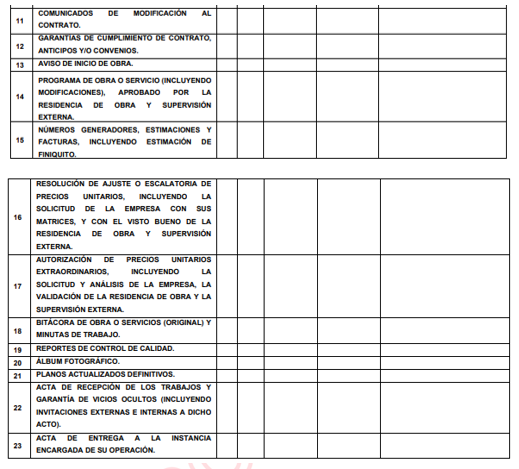 11 COMUNICADOS DE MODIFICACIÓN AL
CONTRATO.
12 GARANTÍAS DE CUMPLIMIENTO DE CONTRATO,
ANTICIPOS Y/O CONVENIOS.
13 AVISO DE INICIO DE OBRA.
14 PROGRAMA DE OBRA O SERVICIO (INCLUYENDO
MODIFICACIONES), APROBADO POR LA
RESIDENCIA DE OBRA Y SUPERVISIÓN
EXTERNA.
15 NÚMEROS GENERADORES, ESTIMACIONES Y
FACTURAS, INCLUYENDO ESTIMACIÓN DE
FINIQUITO.
16 RESOLUCIÓN DE AJUSTE O ESCALATORIA DE
PRECIOS UNITARIOS, INCLUYENDO LA
SOLICITUD DE LA EMPRESA CON SUS
MATRICES, Y CON EL VISTO BUENO DE LA
RESIDENCIA DE OBRA Y SUPERVISIÓN
EXTERNA.
17 AUTORIZACIÓN DE PRECIOS UNITARIOS
EXTRAORDINARIOS, INCLUYENDO LA
SOLICITUD Y ANÁLISIS DE LA EMPRESA, LA
VALIDACIÓN DE LA RESIDENCIA DE OBRA Y LA
SUPERVISIÓN EXTERNA.
18 BITÁCORA DE OBRA O SERVICIOS (ORIGINAL) Y
MINUTAS DE TRABAJO.
19 REPORTES DE CONTROL DE CALIDAD.
20 ÁLBUM FOTOGRÁFICO.
21 PLANOS ACTUALIZADOS DEFINITIVOS.
22 ACTA DE RECEPCIÓN DE LOS TRABAJOS Y
GARANTÍA DE VICIOS OCULTOS (INCLUYENDO
INVITACIONES EXTERNAS E INTERNAS A DICHO
ACTO).
23 ACTA DE ENTREGA A LA INSTANCIA
ENCARGADA DE SU OPERACIÓN.